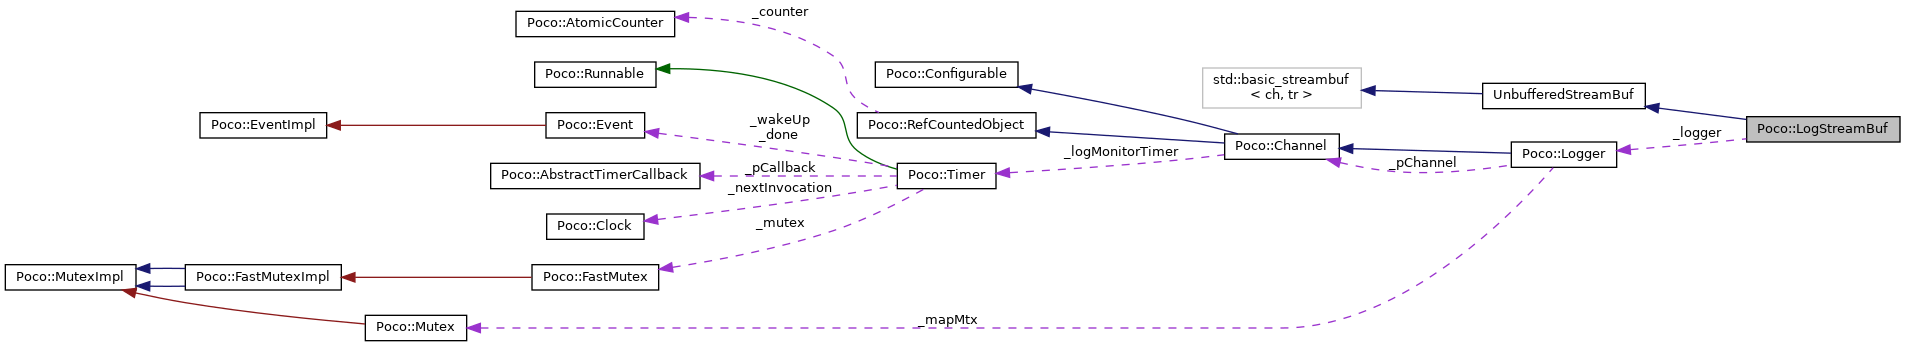 Poco::AtomicCounter
_counter
Poco::Runnable
Poco::Configurable
std::basic_streambuf
< ch, tr >
UnbufferedStreamBuf
Poco::EventImpl
Poco::Event
_wakeUp
_done
Poco::RefCountedObject
Poco::LogStreamBuf
_logger
Poco::Channel
Poco::Logger
_logMonitorTimer
_pChannel
Poco::AbstractTimerCallback
_pCallback
Poco::Timer
_nextInvocation
Poco::Clock
_mutex
Poco::MutexImpl
Poco::FastMutexImpl
Poco::FastMutex
Poco::Mutex
_mapMtx